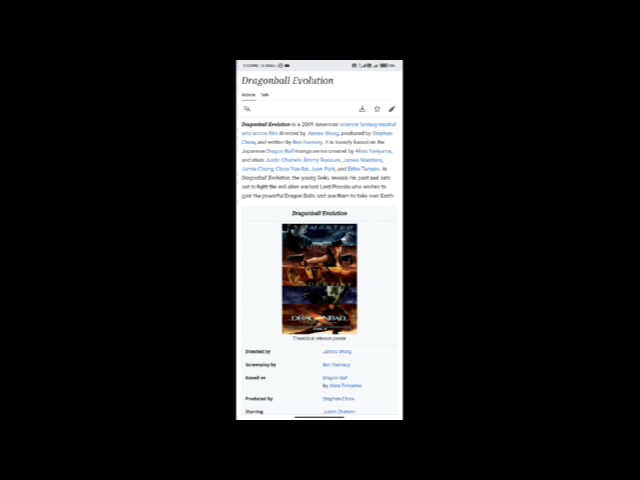 Dragonball Evolution
Article Talk
Dragonball Evolution is a 2009 American science fantasy martial
arts action film directed by James Wong, produced by Stephen
Chow, and written by Ben Ramsey. It is loosely based on the
Japanese Dragon Ball manga series created by Akira Toriyama,
and stars Justin Chatwin, Emmy Rossum, James Marsters,
Jamie Chung, Chow Yun-Fat, Joon Park, and Eriko Tamura. In
Dragonball Evolution, the young Goku reveals his past and sets
out to fight the evil alien warlord Lord Piccolo who wishes to
gain the powerful Dragon Balls and use them to take over Earth.
Dragonball Evolution
MASTER
DRAGONBALL
Theatrical release poster
Directed by James Wong
Screenplay by Ben Ramsey
Based on Dragon Ball
by Akira Toriyama
Produced by Stephen Chow
Starring Justin Chatwin